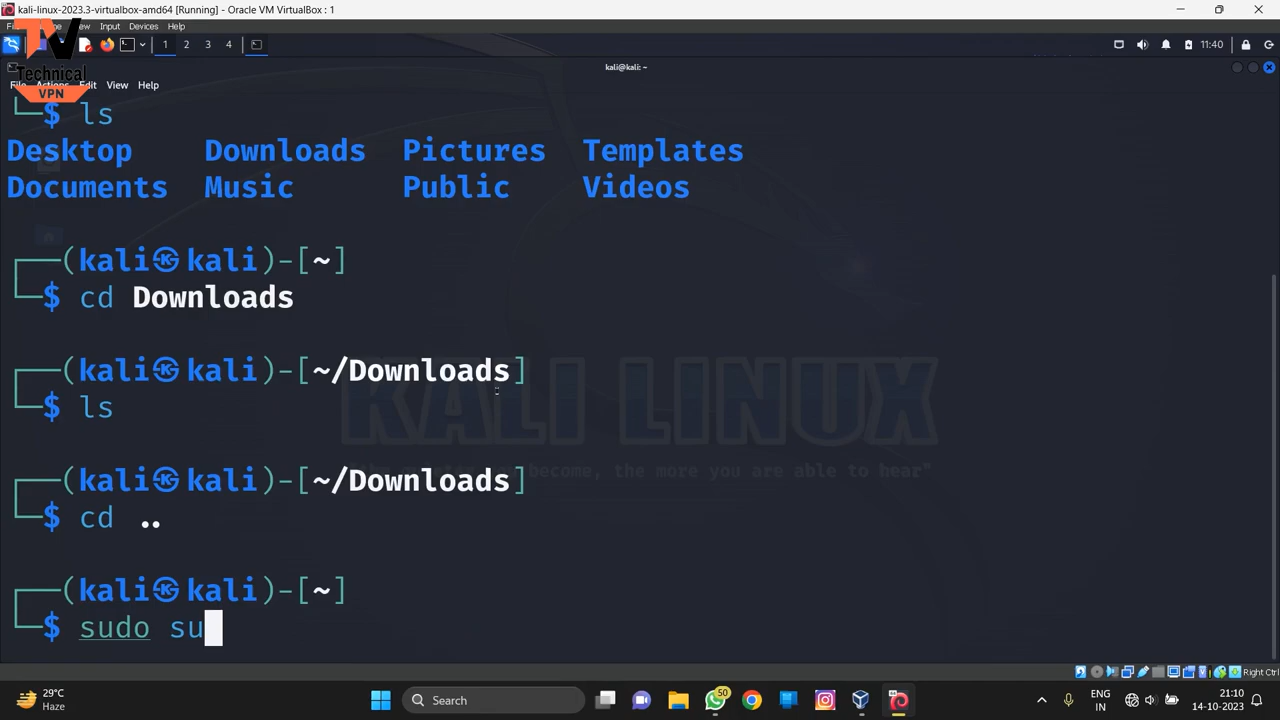 kali-linux-2023.3-virtualbox-amd64 [Running] - Oracle VM VirtualBox : 1
Input Devices Help
1 2 3 4
11:40
TV
Technical
VPN
kali@kali: ~
Edit View Help
└─$ ls
Desktop Downloads Pictures Templates
Documents Music Public Videos
┌──(kali㉿kali)-[~]
└─$ cd Downloads
┌──(kali㉿kali)-[~/Downloads]
└─$ ls
KALI LINUX
┌──(kali㉿kali)-[~/Downloads]
become, the more you are able to hear"
└─$ cd ..
┌──(kali㉿kali)-[~]
└─$ sudo su
Right Ctrl
29°C
Haze
Search
50
ENG
IN
21:10
14-10-2023